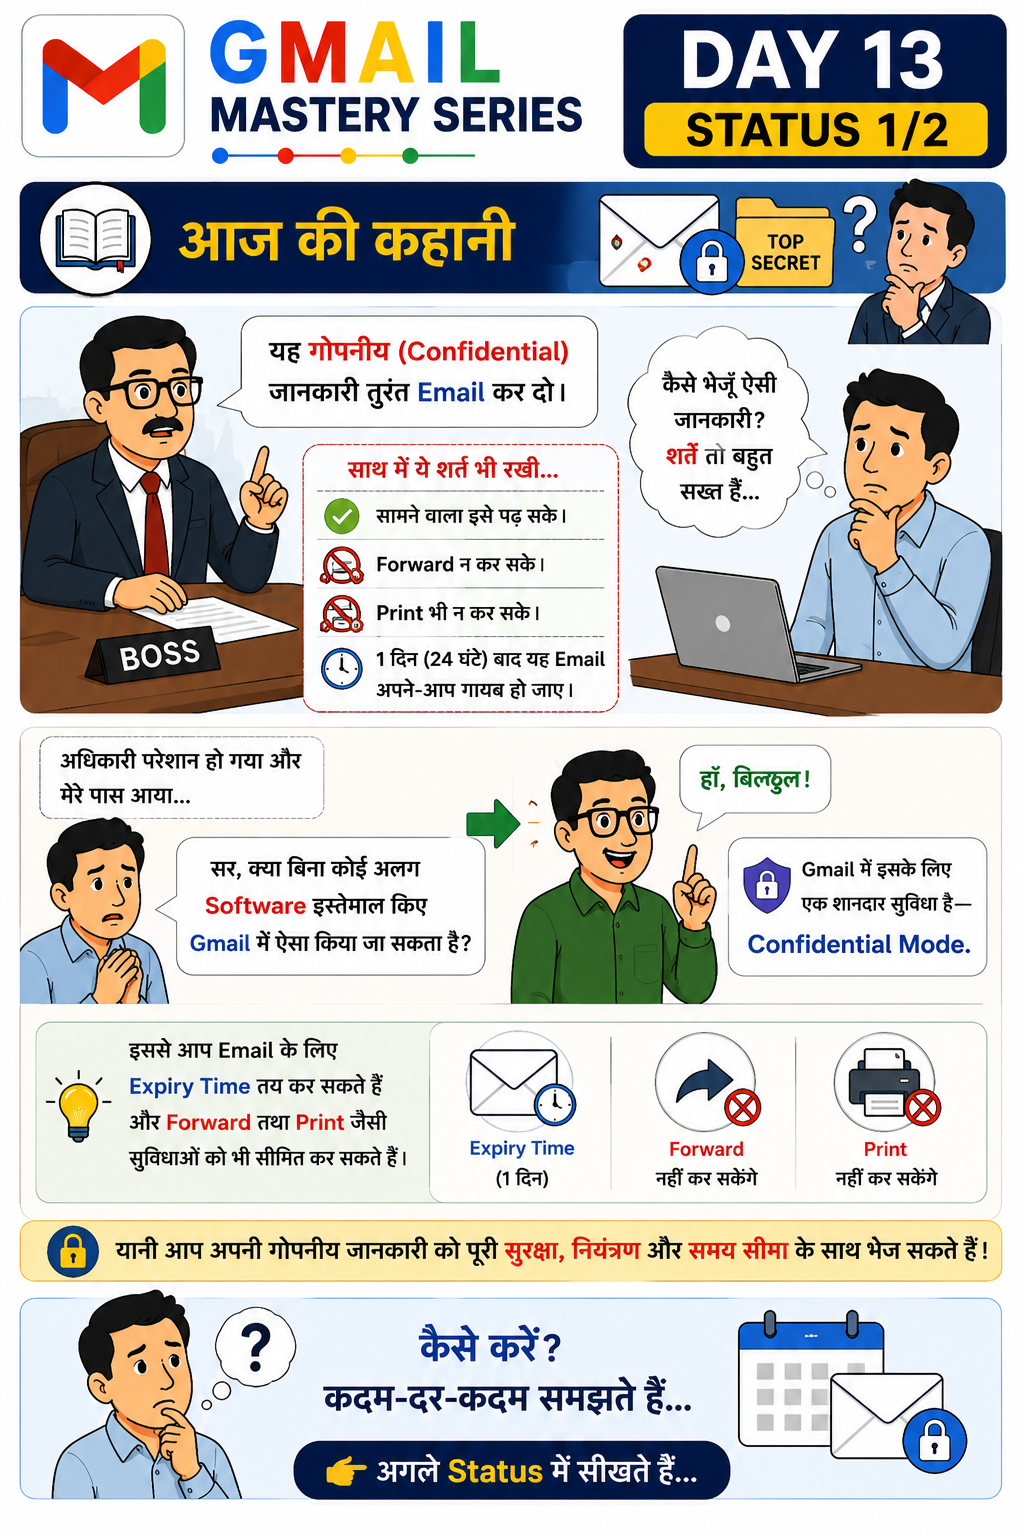 GMAIL
MASTERY SERIES
DAY 13
STATUS 1/2
आज की कहानी
TOP
SECRET
?
यह गोपनीय (Confidential)
जानकारी तुरंत Email कर दो।
साथ में ये शर्त भी रखी...
सामने वाला इसे पढ़ सके।
Forward न कर सके।
Print भी न कर सके।
1 दिन (24 घंटे) बाद यह Email
अपने-आप गायब हो जाए।
BOSS
कैसे भेजूं ऐसी
जानकारी?
शर्ते तो बहुत
सख्त हैं...
अधिकारी परेशान हो गया और
मेरे पास आया...
सर, क्या बिना कोई अलग
Software इस्तेमाल किए
Gmail में ऐसा किया जा सकता है?
हाँ,
Gmail में इसके लिए
एक शानदार सुविधा है—
Confidential Mode.
इससे आप Email के लिए
Expiry Time तय कर सकते हैं
और Forward तथा Print जैसी
सुविधाओं को भी सीमित कर सकते हैं।
Expiry Time
(1 दिन)
Forward
नहीं कर सकेंगे
Print
नहीं कर सकेंगे
यानी आप अपनी गोपनीय जानकारी को पूरी सुरक्षा, नियंत्रण और समय सीमा के साथ भेज सकते हैं!
?
कैसे करें?
कदम-दर-कदम समझते हैं...
अगले Status में सीखते हैं...